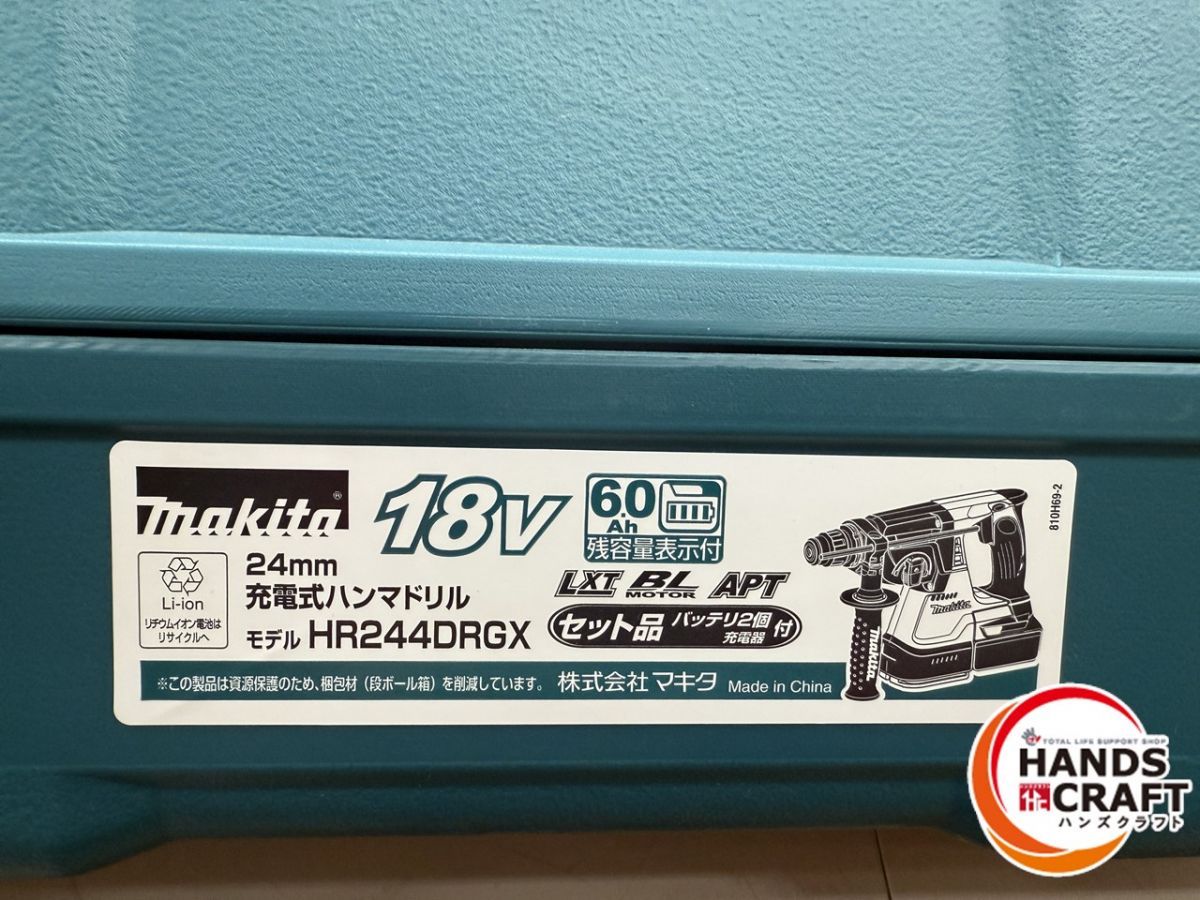 makita®
18V
6.0
Ah
残容量表示付
810H69-2
24mm
充電式ハンマドリル
モデル HR244DRGX
Li-ion
リチウムイオン電池は
リサイクルへ
LXT BL MOTOR APT
セット品 バッテリ2個 充電器 付
makita
makita
※この製品は資源保護のため、梱包材（段ボール箱）を削減しています。 株式会社マキタ Made in China
TOTAL LIFE SUPPORT SHOP
HANDS
CRAFT
ハンズクラフト